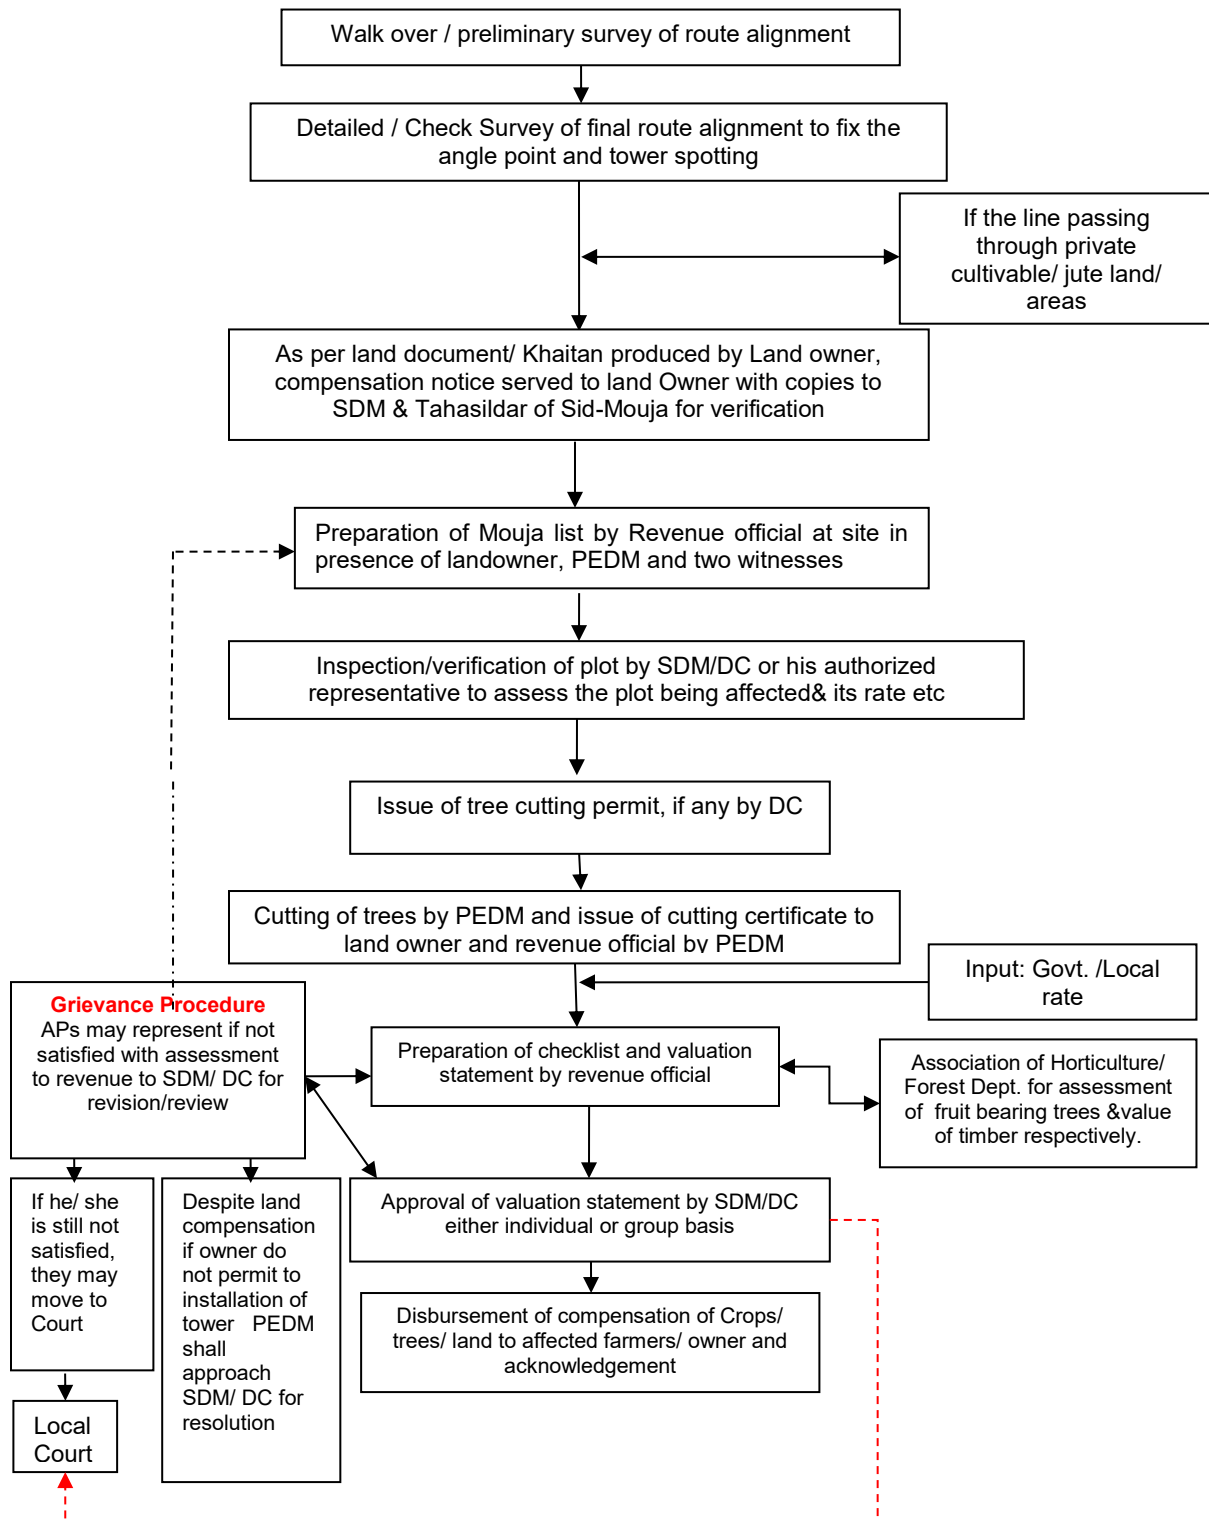 Walk over / preliminary survey of route alignment
Detailed / Check Survey of final route alignment to fix the
angle point and tower spotting
If the line passing
through private
cultivable/ jute land/
areas
As per land document/ Khaitan produced by Land owner,
compensation notice served to land Owner with copies to
SDM & Tahasildar of Sid-Mouja for verification
Preparation of Mouja list by Revenue official at site in
presence of landowner, PEDM and two witnesses
Inspection/verification of plot by SDM/DC or his authorized
representative to assess the plot being affected& its rate etc
Issue of tree cutting permit, if any by DC
Cutting of trees by PEDM and issue of cutting certificate to
land owner and revenue official by PEDM
Input: Govt. /Local
rate
Grievance Procedure
APs may represent if not
satisfied with assessment
to revenue to SDM/ DC for
revision/review
Preparation of checklist and valuation
statement by revenue official
Association of Horticulture/
Forest Dept. for assessment
of fruit bearing trees &value
of timber respectively.
If he/ she
is still not
satisfied,
they may
move to
Court
Despite land
compensation
if owner do
not permit to
installation of
tower PEDM
shall
approach
SDM/ DC for
resolution
Approval of valuation statement by SDM/DC
either individual or group basis
Disbursement of compensation of Crops/
trees/ land to affected farmers/ owner and
acknowledgement
Local
Court